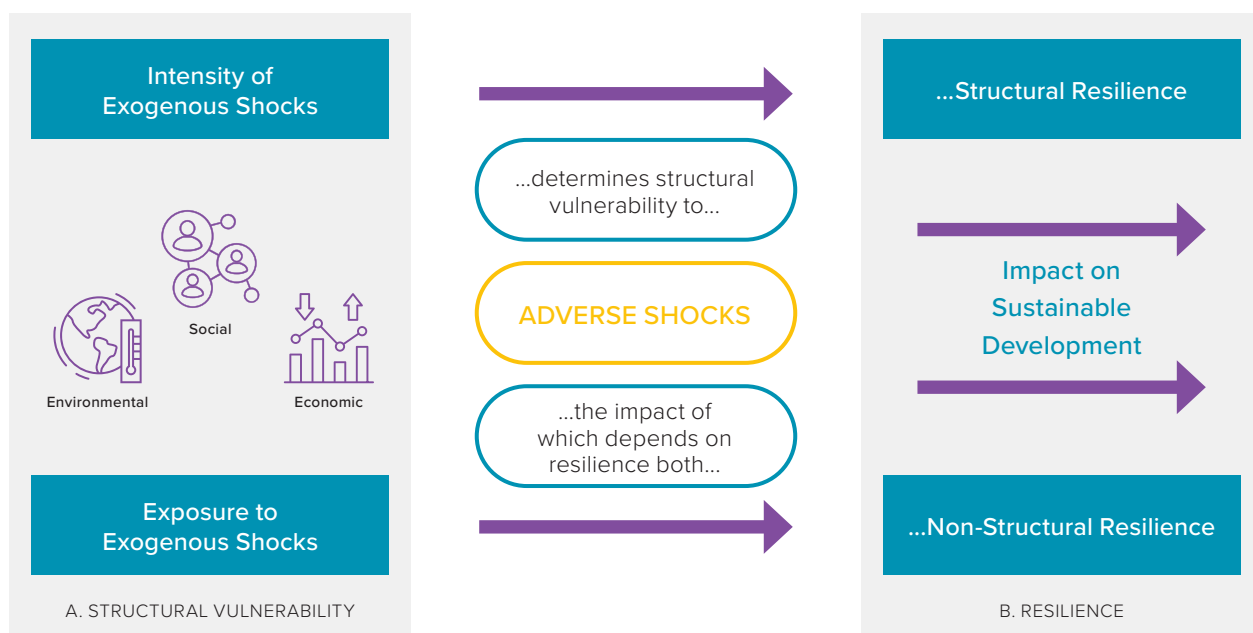 Intensity of
Exogenous Shocks
Social
Environmental
Economic
Exposure to
Exogenous Shocks
A. STRUCTURAL VULNERABILITY
...determines structural
vulnerability to...
ADVERSE SHOCKS
...the impact of
which depends on
resilience both...
...Structural Resilience
Impact on
Sustainable
Development
...Non-Structural Resilience
B. RESILIENCE